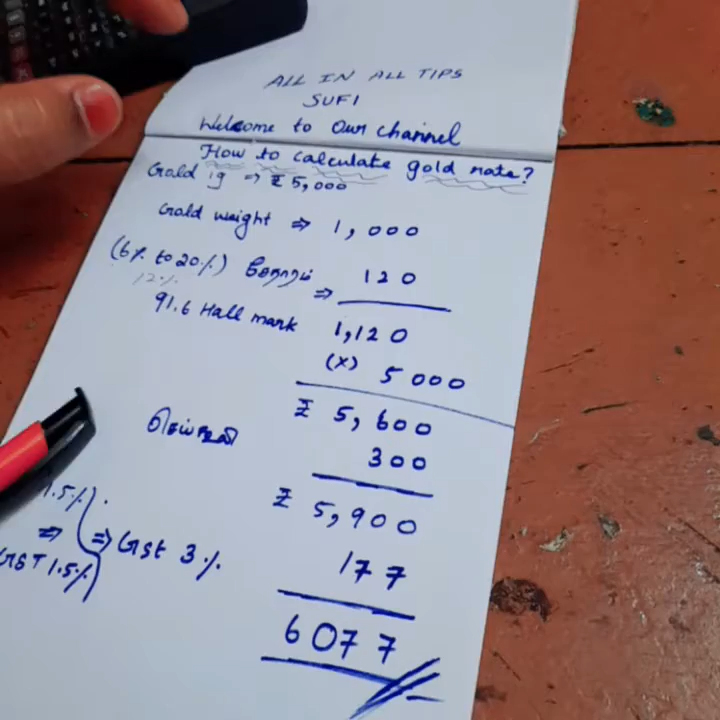 ALL IN ALL TIPS
SUFI
Welcome to Our channel
How to calculate gold rate?
Gold 1g ⇒ ₹ 5,000
Gold weight ⇒ 1,000
(6% to 20%) சேதாரம் ⇒ 120
12%
91.6 Hall mark 1,120
(x) 5000
₹ 5,600
செய்கூலி 300
₹ 5,900
1.5%
⇒ ⇒ Gst 3% 177
GST 1.5%
6077